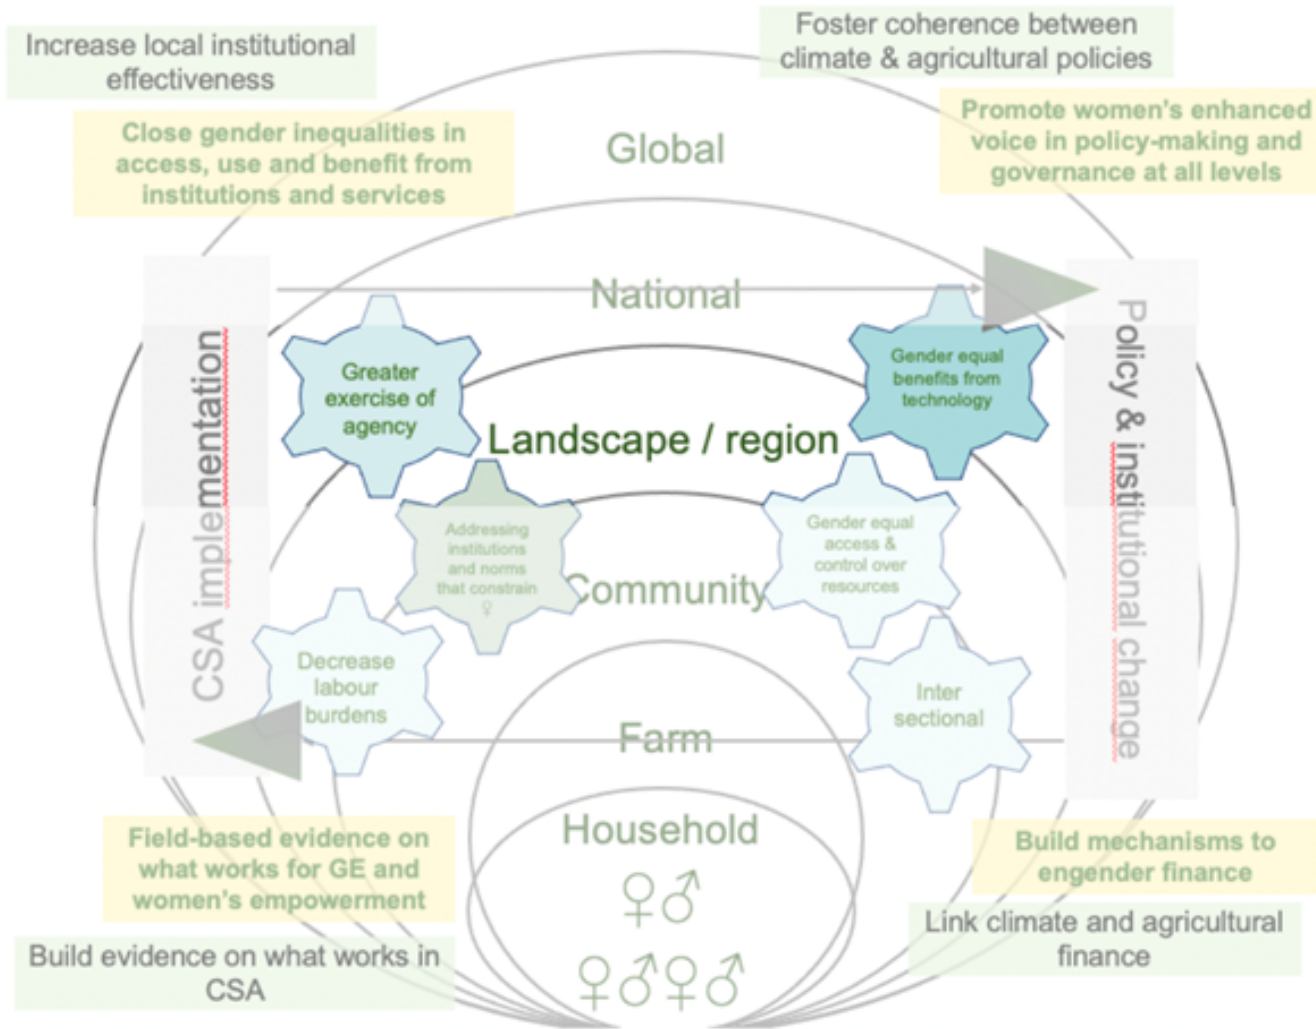 Increase local institutional
effectiveness
Foster coherence between
climate & agricultural policies
Close gender inequalities in
access, use and benefit from
institutions and services
Promote women's enhanced
voice in policy-making and
governance at all levels
Global
National
CSA implementation
Policy & institutional change
Greater
exercise of
agency
Gender equal
benefits from
technology
Landscape / region
Addressing
institutions
and norms
that constrain
♀
Gender equal
access &
control over
resources
Community
Decrease
labour
burdens
Inter
sectional
Farm
Household
♀♂
♀♂♀♂
Field-based evidence on
what works for GE and
women's empowerment
Build evidence on what works in
CSA
Build mechanisms to
engender finance
Link climate and agricultural
finance